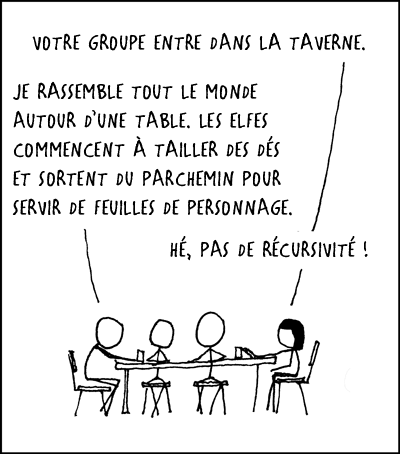 VOTRE GROUPE ENTRE DANS LA TAVERNE.
JE RASSEMBLE TOUT LE MONDE
AUTOUR D'UNE TABLE. LES ELFES
COMMENCENT À TAILLER DES DÉS
ET SORTENT DU PARCHEMIN POUR
SERVIR DE FEUILLES DE PERSONNAGE.
HÉ, PAS DE RÉCURSIVITÉ !